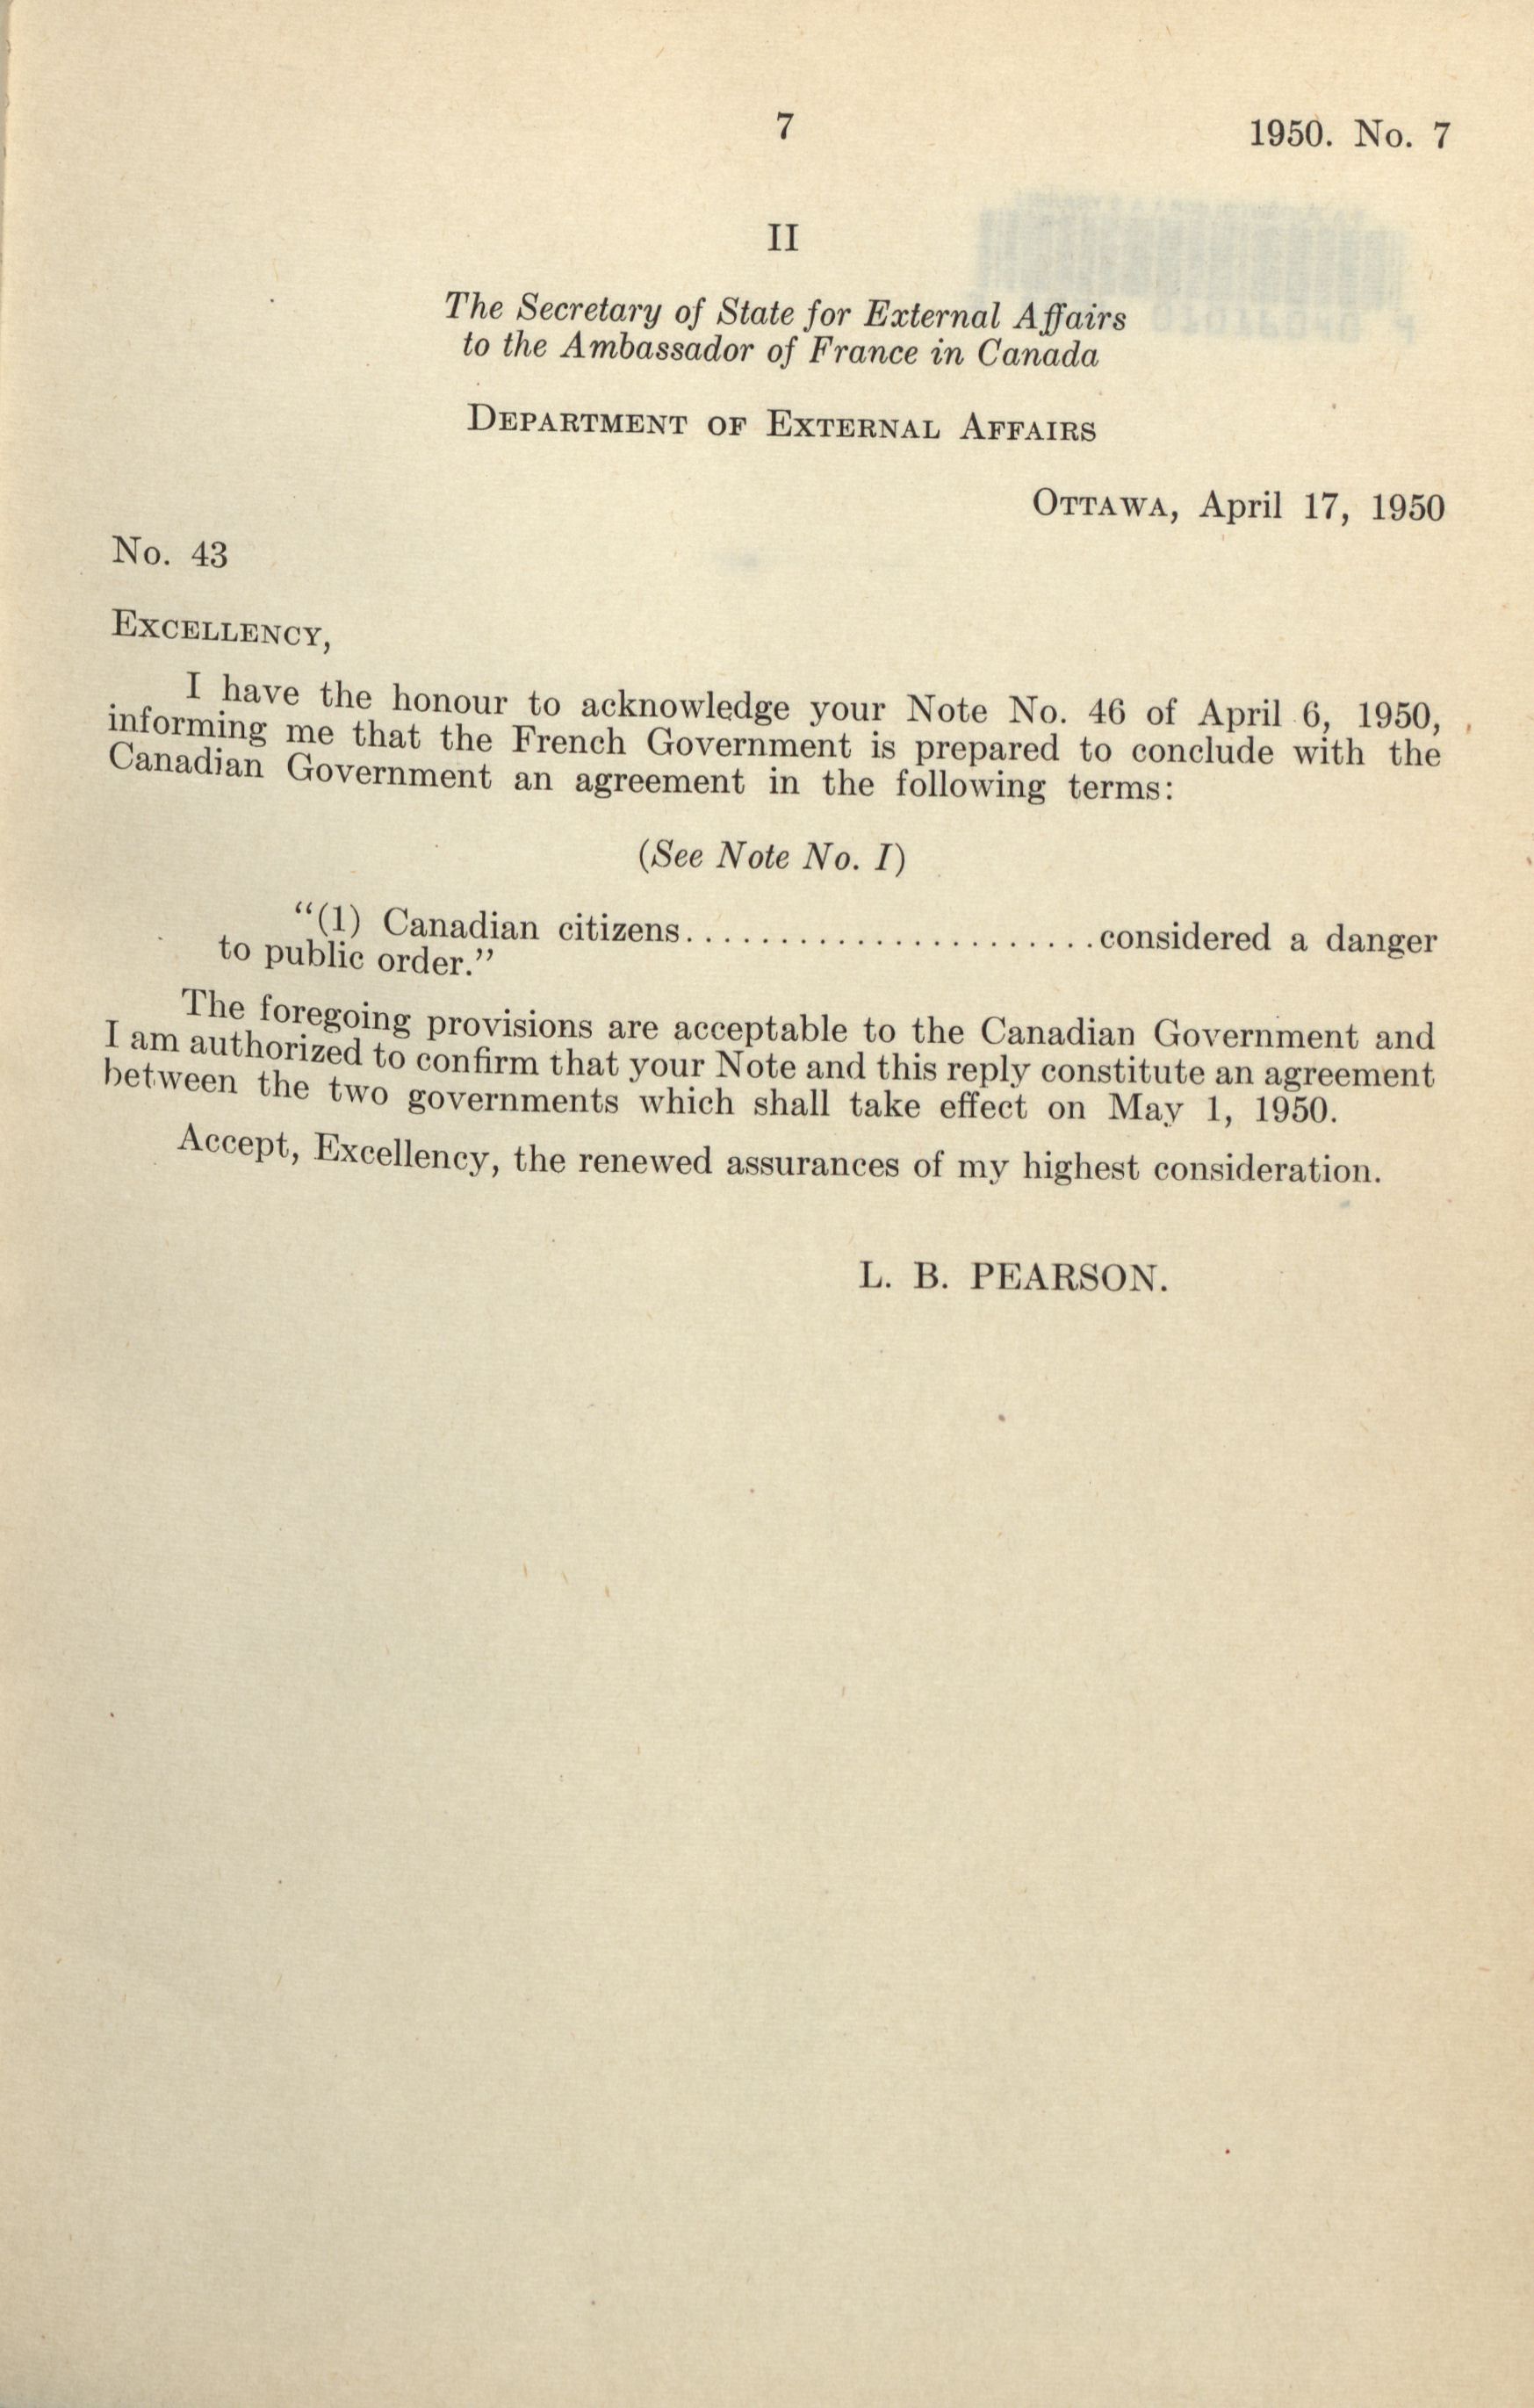 7
1950. No. 7
II
The Secretary of State for External Affairs
to the Ambassador of France in Canada
DEPARTMENT OF EXTERNAL AFFAIRS
OTTAWA, April 17, 1950
No. 43
EXCELLENCY,
I have the honour to acknowledge your Note No. 46 of April 6, 1950,
informing me that the French Government is prepared to conclude with the
Canadian Government an agreement in the following terms:
(See Note No. I)
“(1) Canadian citizens......................considered a danger
to public order.”
The foregoing provisions are acceptable to the Canadian Government and
I am authorized to confirm that your Note and this reply constitute an agreement
between the two governments which shall take effect on May 1, 1950.
Accept, Excellency, the renewed assurances of my highest consideration.
L. B. PEARSON.